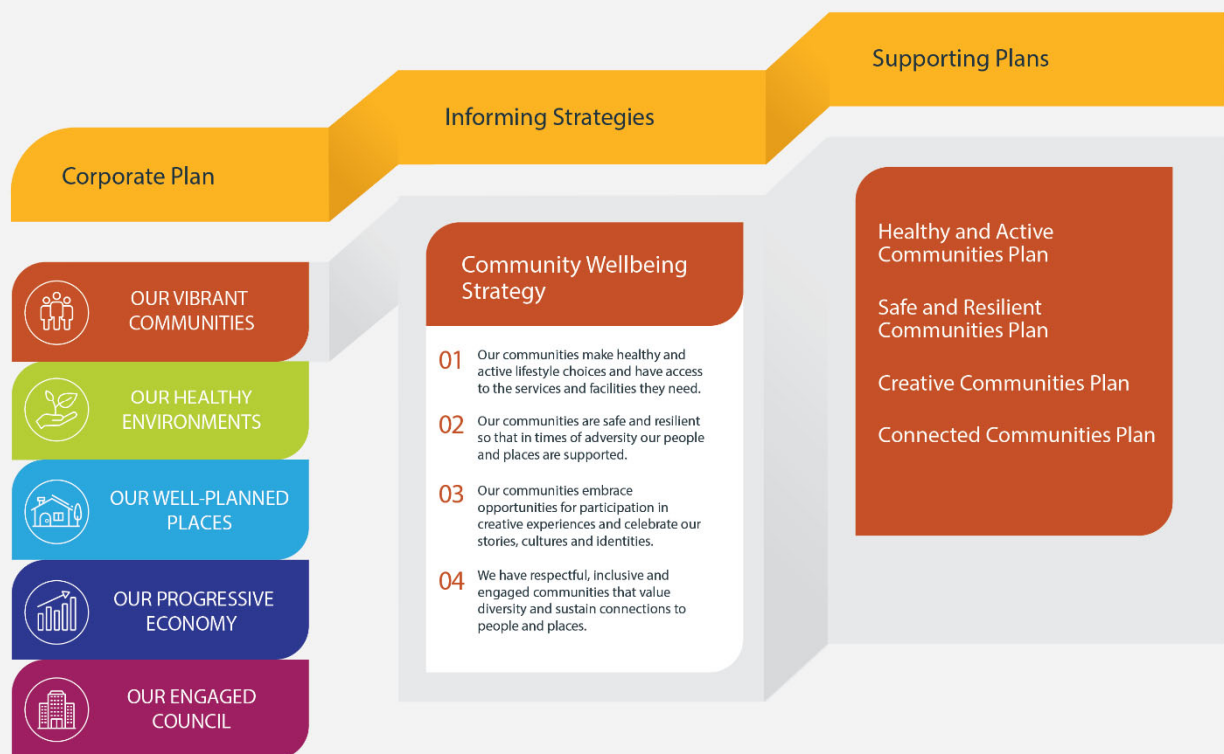 Corporate Plan
Informing Strategies
Supporting Plans
OUR VIBRANT
COMMUNITIES
OUR HEALTHY
ENVIRONMENTS
OUR WELL-PLANNED
PLACES
OUR PROGRESSIVE
ECONOMY
OUR ENGAGED
COUNCIL
Community Wellbeing
Strategy
01 Our communities make healthy and
active lifestyle choices and have access
to the services and facilities they need.
02 Our communities are safe and resilient
so that in times of adversity our people
and places are supported.
03 Our communities embrace
opportunities for participation in
creative experiences and celebrate our
stories, cultures and identities.
04 We have respectful, inclusive and
engaged communities that value
diversity and sustain connections to
people and places.
Healthy and Active
Communities Plan
Safe and Resilient
Communities Plan
Creative Communities Plan
Connected Communities Plan